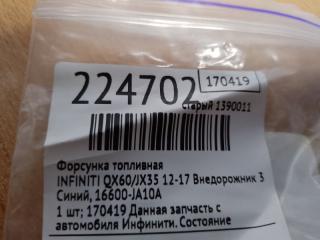 224702 170419
старый 1390011
Форсунка топливная
INFINITI QX60/JX35 12-17 Внедорожник 3
Синий, 16600-JA10A
1 шт; 170419 Данная запчасть с
автомобиля Инфинити. Состояние